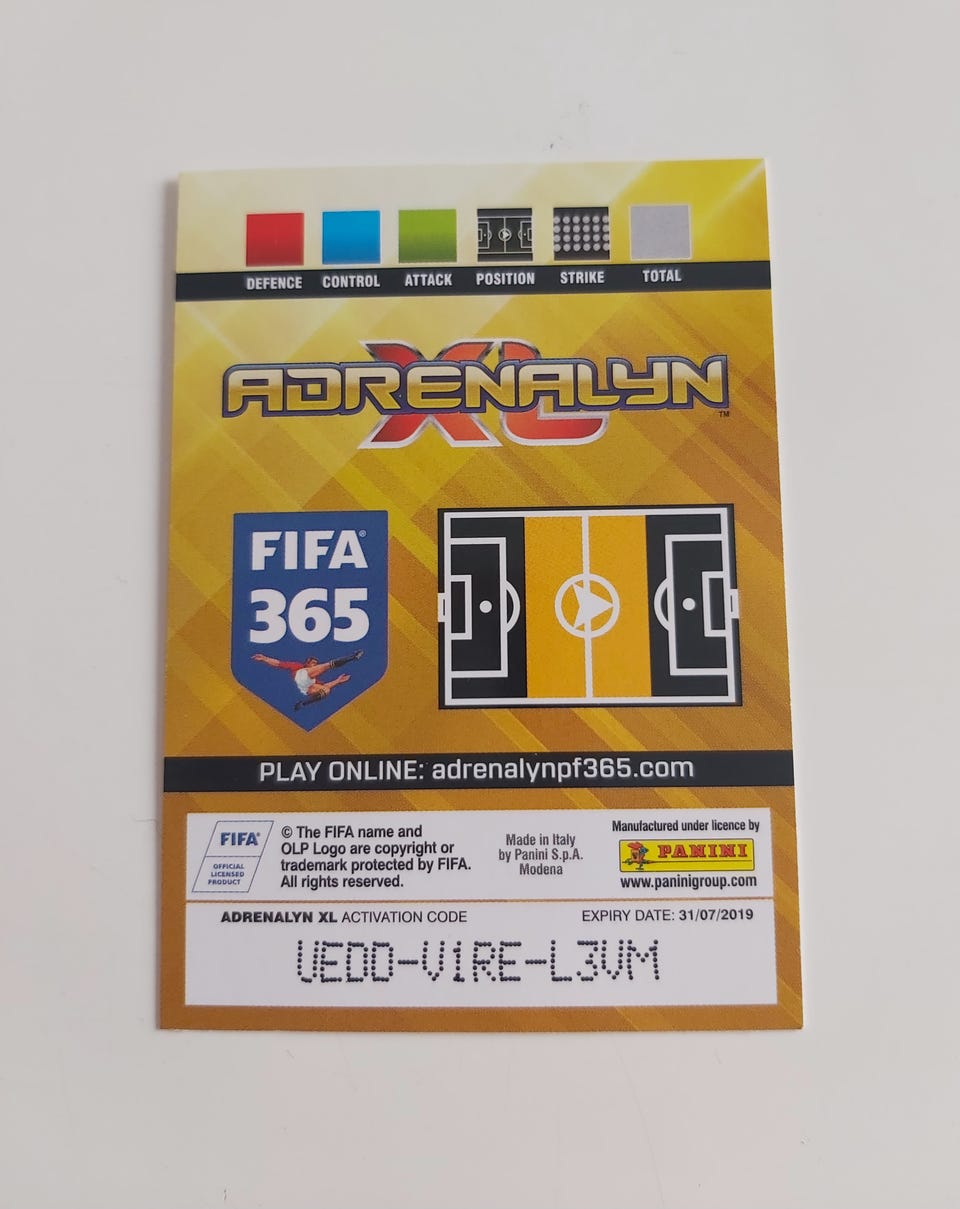 DEFENCE CONTROL ATTACK POSITION STRIKE TOTAL
ADRENALYN XL™
FIFA®
365
PLAY ONLINE: adrenalynpf365.com
FIFA®
OFFICIAL
LICENSED
PRODUCT
© The FIFA name and
OLP Logo are copyright or
trademark protected by FIFA.
All rights reserved.
Made in Italy
by Panini S.p.A.
Modena
Manufactured under licence by
PANINI
www.paninigroup.com
ADRENALYN XL ACTIVATION CODE
EXPIRY DATE: 31/07/2019
UEDD-V1RE-L3VM